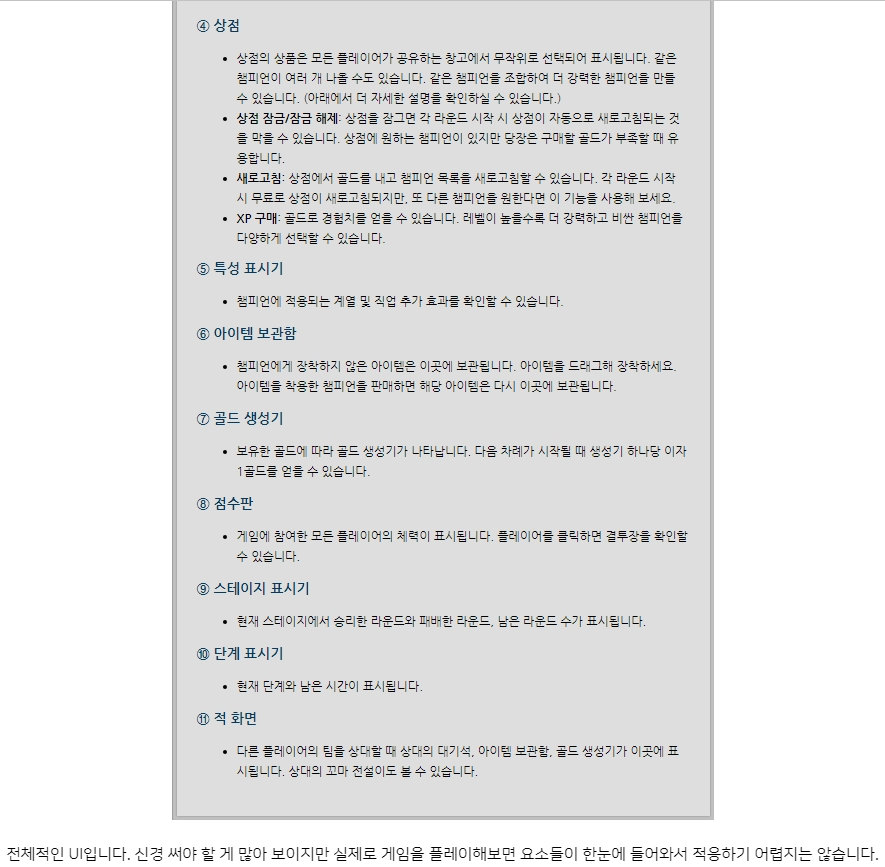 ④ 상점
• 상점의 상품은 모든 플레이어가 공유하는 창고에서 무작위로 선택되어 표시됩니다. 같은
챔피언이 여러 개 나올 수도 있습니다. 같은 챔피언을 조합하여 더 강력한 챔피언을 만들
수 있습니다. (아래에서 더 자세한 설명을 확인하실 수 있습니다.)
• 상점 잠금/잠금 해제: 상점을 잠그면 각 라운드 시작 시 상점이 자동으로 새로고침되는 것
을 막을 수 있습니다. 상점에 원하는 챔피언이 있지만 당장은 구매할 골드가 부족할 때 유
용합니다.
• 새로고침: 상점에서 골드를 내고 챔피언 목록을 새로고침할 수 있습니다. 각 라운드 시작
시 무료로 상점이 새로고침되지만, 또 다른 챔피언을 원한다면 이 기능을 사용해 보세요.
• XP 구매: 골드로 경험치를 얻을 수 있습니다. 레벨이 높을수록 더 강력하고 비싼 챔피언을
다양하게 선택할 수 있습니다.
⑤ 특성 표시기
• 챔피언에 적용되는 계열 및 직업 추가 효과를 확인할 수 있습니다.
⑥ 아이템 보관함
• 챔피언에게 장착하지 않은 아이템은 이곳에 보관됩니다. 아이템을 드래그해 장착하세요.
아이템을 착용한 챔피언을 판매하면 해당 아이템은 다시 이곳에 보관됩니다.
⑦ 골드 생성기
• 보유한 골드에 따라 골드 생성기가 나타납니다. 다음 차례가 시작될 때 생성기 하나당 이자
1골드를 얻을 수 있습니다.
⑧ 점수판
• 게임에 참여한 모든 플레이어의 체력이 표시됩니다. 플레이어를 클릭하면 결투장을 확인할
수 있습니다.
⑨ 스테이지 표시기
• 현재 스테이지에서 승리한 라운드와 패배한 라운드, 남은 라운드 수가 표시됩니다.
⑩ 단계 표시기
• 현재 단계와 남은 시간이 표시됩니다.
⑪ 적 화면
• 다른 플레이어의 팀을 상대할 때 상대의 대기석, 아이템 보관함, 골드 생성기가 이곳에 표
시됩니다. 상대의 꼬마 전설이도 볼 수 있습니다.
전체적인 UI입니다. 신경 써야 할 게 많아 보이지만 실제로 게임을 플레이해보면 요소들이 한눈에 들어와서 적응하기 어렵지는 않습니다.